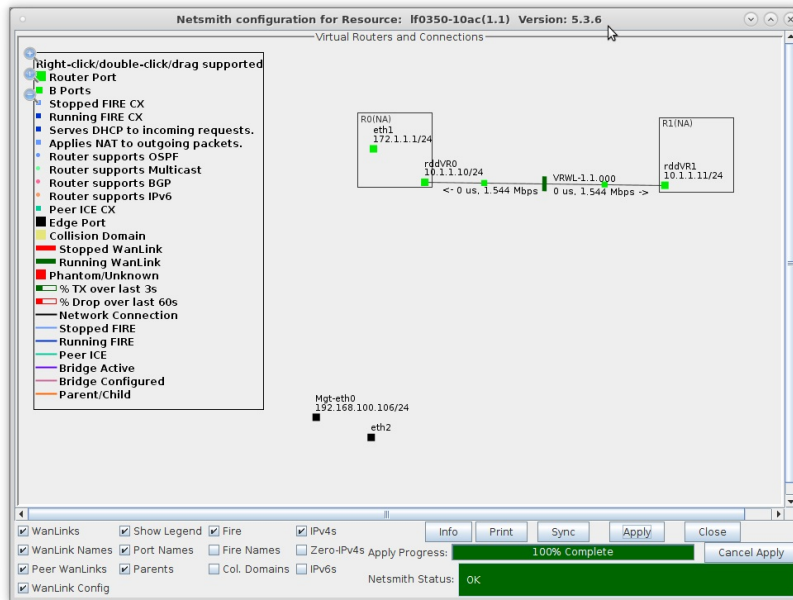 Netsmith configuration for Resource: lf0350-10ac(1.1) Version: 5.3.6
Virtual Routers and Connections
Right-click/double-click/drag supported
Router Port
B Ports
Stopped FIRE CX
Running FIRE CX
Serves DHCP to incoming requests.
Applies NAT to outgoing packets.
Router supports OSPF
Router supports Multicast
Router supports BGP
Router supports IPv6
Peer ICE CX
Edge Port
Collision Domain
Stopped WanLink
Running WanLink
Phantom/Unknown
% TX over last 3s
% Drop over last 60s
Network Connection
Stopped FIRE
Running FIRE
Peer ICE
Bridge Active
Bridge Configured
Parent/Child
R0(NA)
eth1
172.1.1.1/24
rddVR0
10.1.1.10/24
<- 0 us, 1.544 Mbps
VRWL-1.1.000
0 us, 1.544 Mbps ->
R1(NA)
rddVR1
10.1.1.11/24
Mgt-eth0
192.168.100.106/24
eth2
WanLinks Show Legend Fire IPv4s Info Print Sync Apply Close
WanLink Names Port Names Fire Names Zero-IPv4s Apply Progress: 100% Complete Cancel Apply
Peer WanLinks Parents Col. Domains IPv6s Netsmith Status: OK
WanLink Config